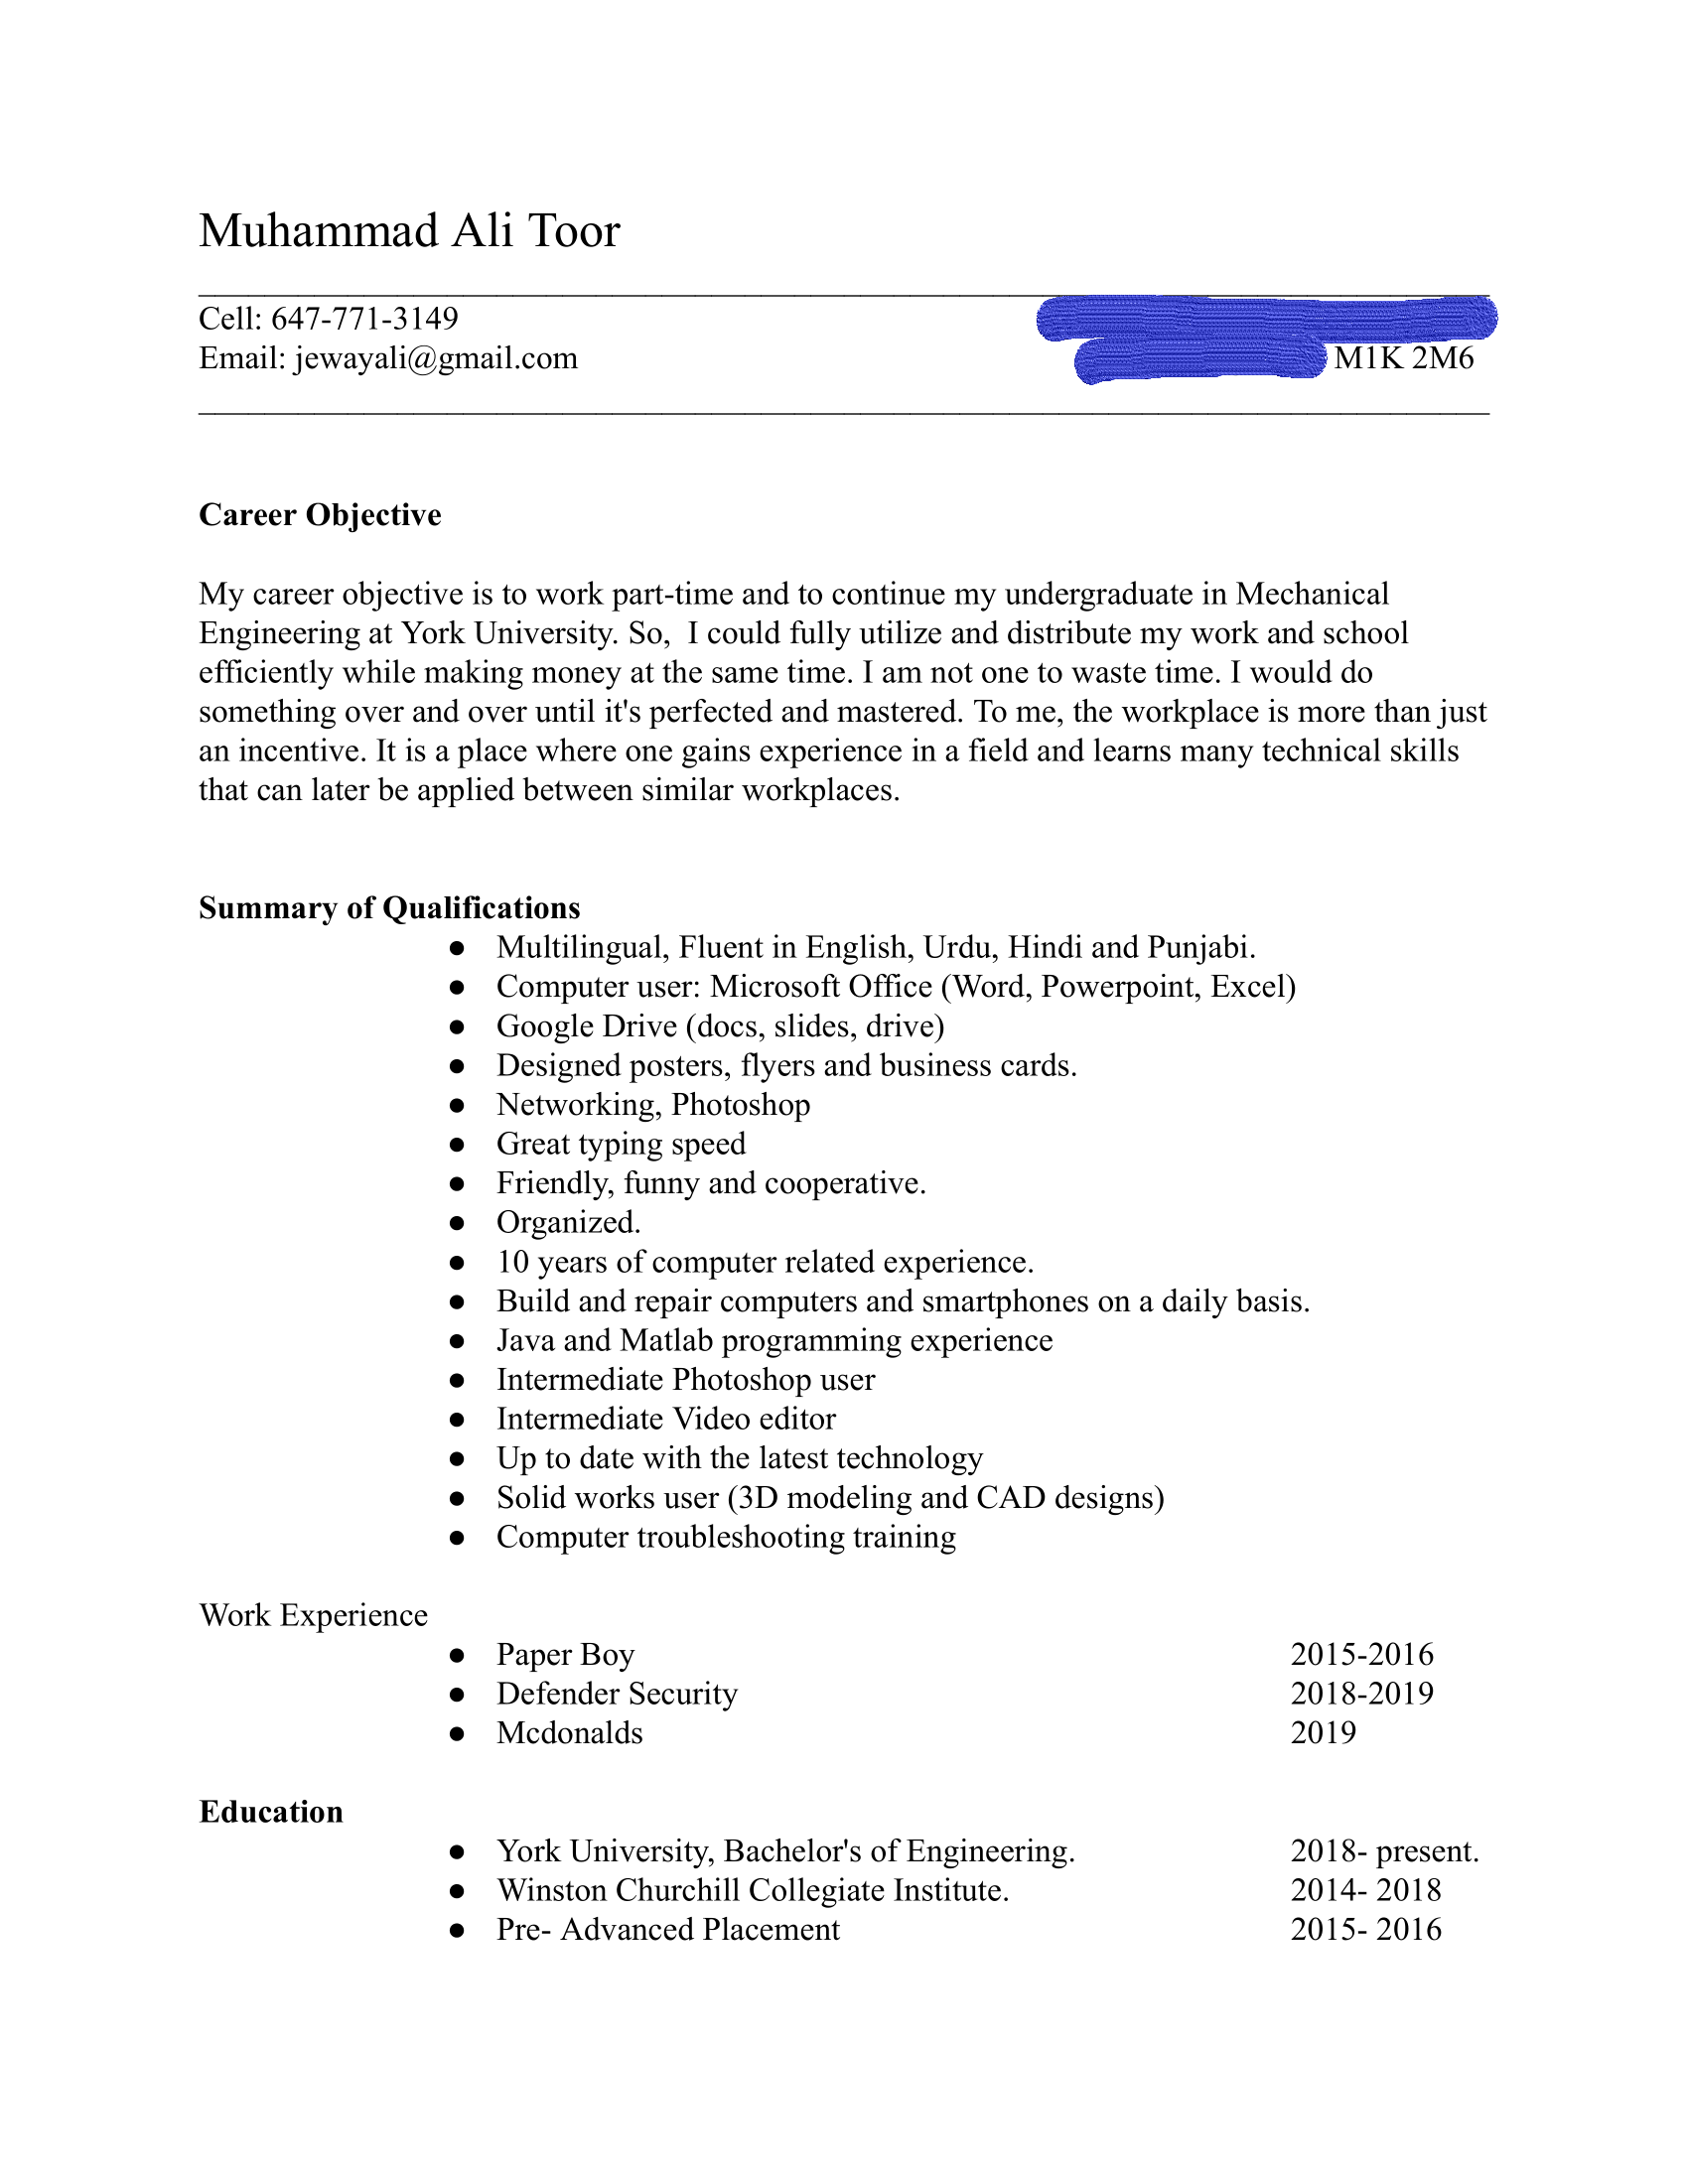 Muhammad Ali Toor
Cell: 647-771-3149
Email: jewayali@gmail.com M1K 2M6
Career Objective
My career objective is to work part-time and to continue my undergraduate in Mechanical
Engineering at York University. So,  I could fully utilize and distribute my work and school
efficiently while making money at the same time. I am not one to waste time. I would do
something over and over until it's perfected and mastered. To me, the workplace is more than just
an incentive. It is a place where one gains experience in a field and learns many technical skills
that can later be applied between similar workplaces.
Summary of Qualifications
● Multilingual, Fluent in English, Urdu, Hindi and Punjabi.
● Computer user: Microsoft Office (Word, Powerpoint, Excel)
● Google Drive (docs, slides, drive)
● Designed posters, flyers and business cards.
● Networking, Photoshop
● Great typing speed
● Friendly, funny and cooperative.
● Organized.
● 10 years of computer related experience.
● Build and repair computers and smartphones on a daily basis.
● Java and Matlab programming experience
● Intermediate Photoshop user
● Intermediate Video editor
● Up to date with the latest technology
● Solid works user (3D modeling and CAD designs)
● Computer troubleshooting training
Work Experience
● Paper Boy 2015-2016
● Defender Security 2018-2019
● Mcdonalds 2019
Education
● York University, Bachelor's of Engineering. 2018- present.
● Winston Churchill Collegiate Institute. 2014- 2018
● Pre- Advanced Placement 2015- 2016